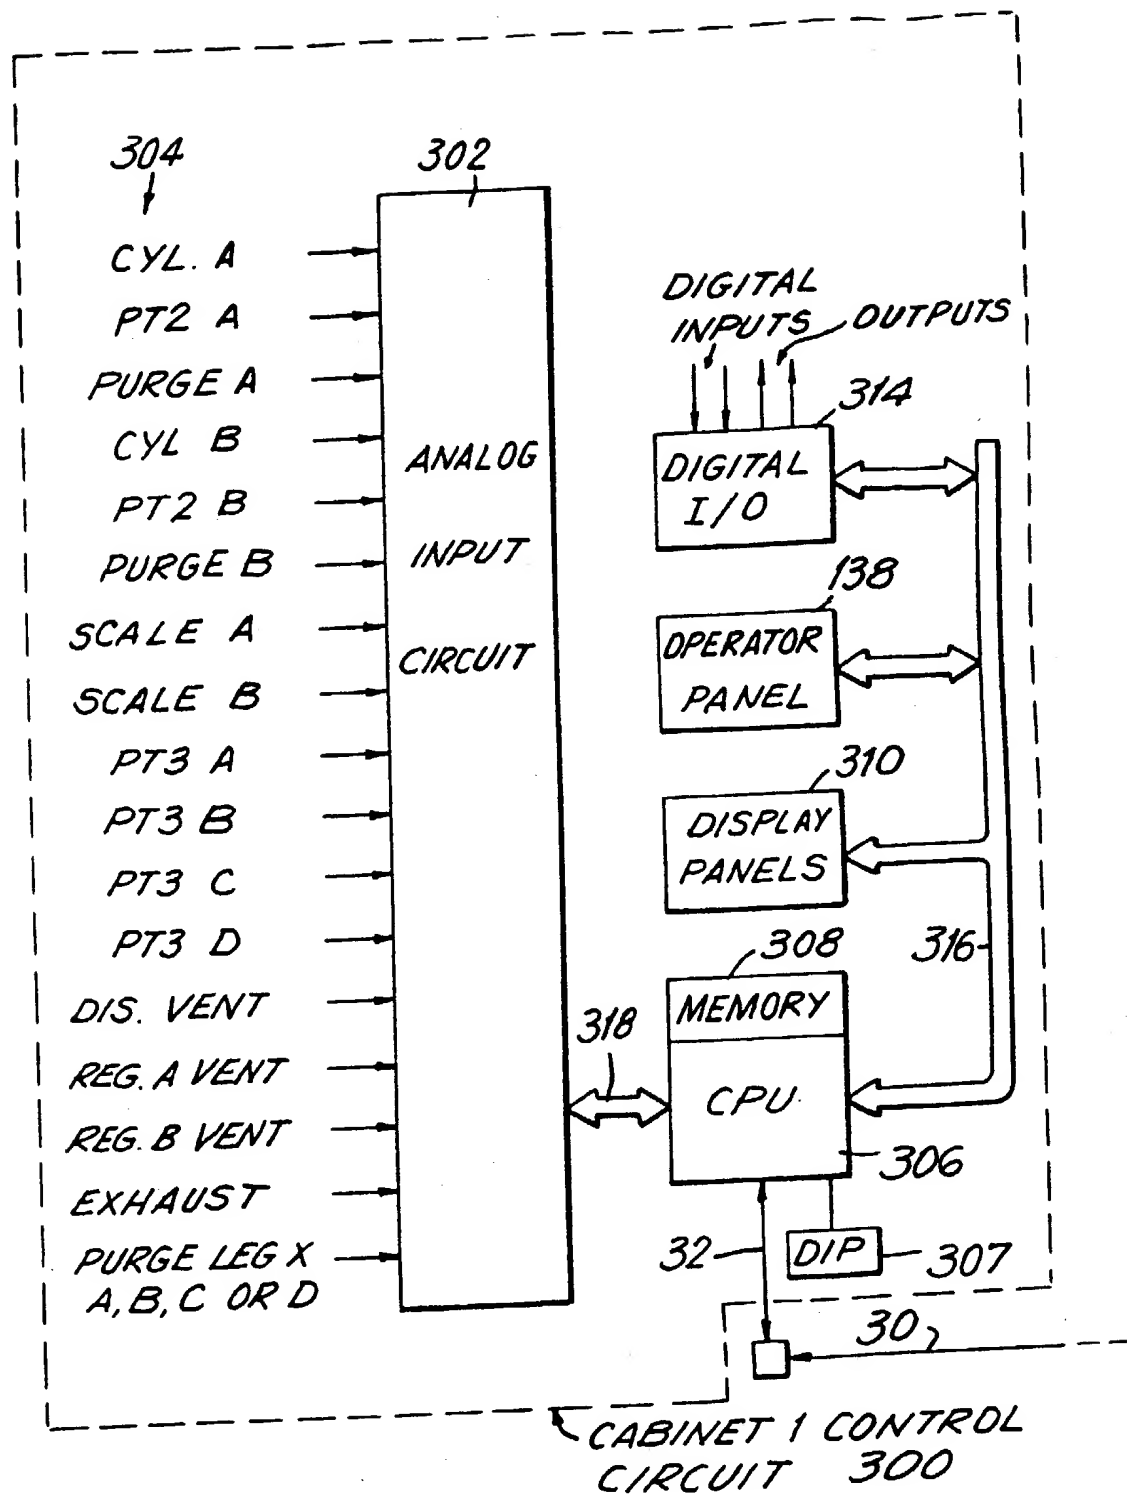 304
302
CYL. A
PT2 A
PURGE A
CYL B
PT2 B
PURGE B
SCALE A
SCALE B
PT3 A
PT3 B
PT3 C
PT3 D
DIS. VENT
REG. A VENT
REG. B VENT
EXHAUST
PURGE LEG X
A, B, C OR D
ANALOG
INPUT
CIRCUIT
DIGITAL
INPUTS
OUTPUTS
314
DIGITAL
I/O
138
OPERATOR
PANEL
310
DISPLAY
PANELS
316
308
MEMORY
318
CPU
306
32
DIP
307
30
CABINET 1 CONTROL
CIRCUIT 300